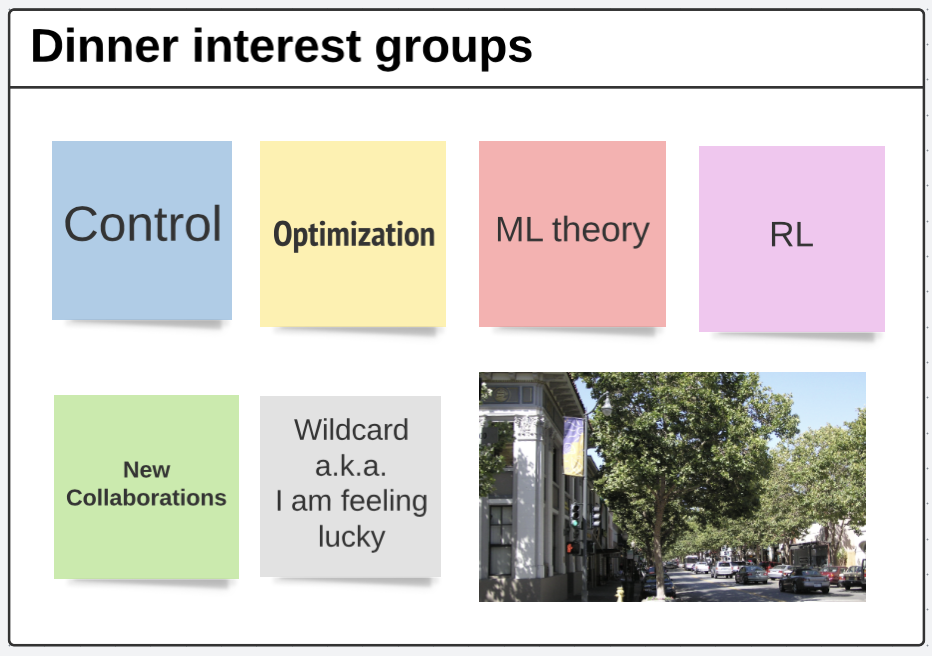 Dinner interest groups
Control
Optimization
ML theory
RL
New
Collaborations
Wildcard
a.k.a.
I am feeling
lucky